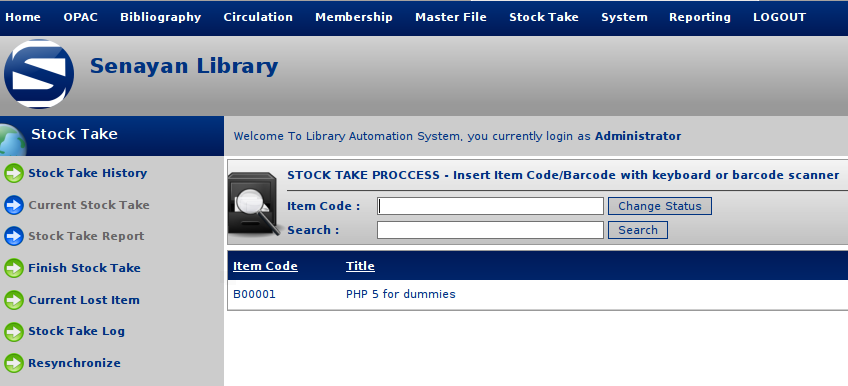 Home OPAC Bibliography Circulation Membership Master File Stock Take System Reporting LOGOUT
Senayan Library
Stock Take
Welcome To Library Automation System, you currently login as Administrator
Stock Take History
Current Stock Take
Stock Take Report
Finish Stock Take
Current Lost Item
Stock Take Log
Resynchronize
STOCK TAKE PROCCESS - Insert Item Code/Barcode with keyboard or barcode scanner
Item Code : Change Status
Search : Search
Item Code Title
B00001 PHP 5 for dummies